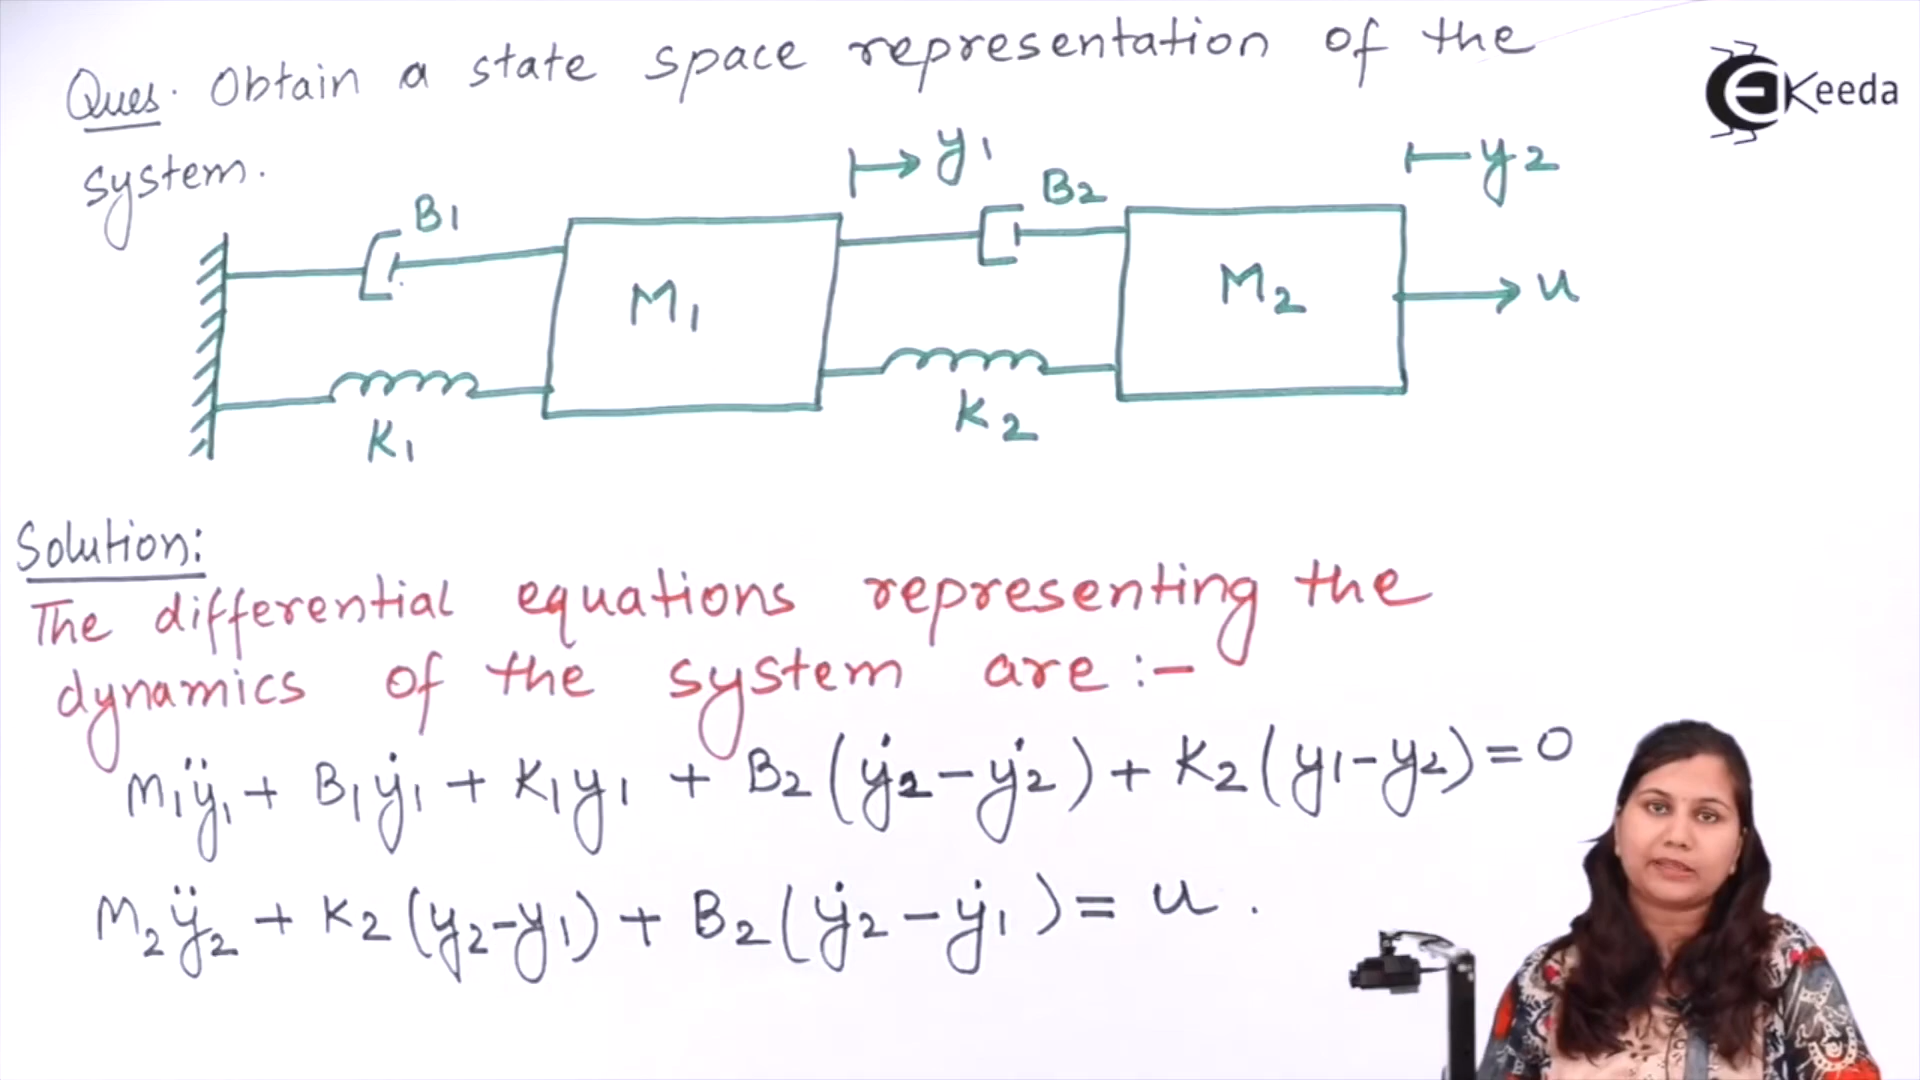 Ques. Obtain a state space representation of the
system.
Keeda
y1
y2
B1
B2
M1
M2
u
K1
K2
Solution:
The differential equations representing the
dynamics of the system are :-
M1ÿ1 + B1ẏ1 + K1y1 + B2(ẏ2-ẏ2) + K2(y1-y2)=0
M2ÿ2 + K2(y2-y1) + B2(ẏ2-ẏ1)= u.